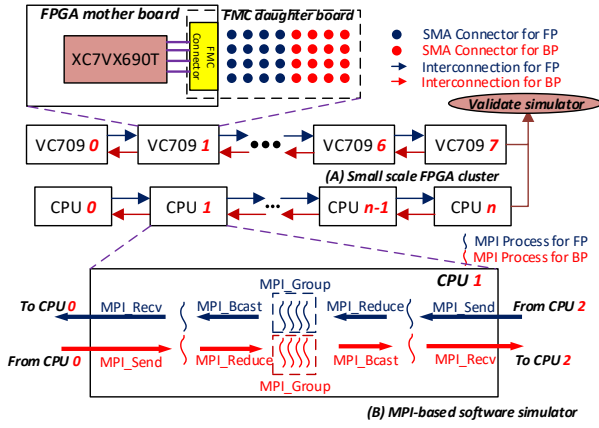 FPGA mother board
FMC daughter board
XC7VX690T
FMC
Connector
SMA Connector for FP
SMA Connector for BP
Interconnection for FP
Interconnection for BP
Validate simulator
VC709 0
VC709 1
VC709 6
VC709 7
(A) Small scale FPGA cluster
CPU 0
CPU 1
...
CPU n-1
CPU n
MPI Process for FP
MPI Process for BP
CPU 1
MPI_Group
To CPU 0
MPI_Recv
MPI_Bcast
MPI_Reduce
MPI_Send
From CPU 2
From CPU 0
MPI_Send
MPI_Reduce
MPI_Bcast
MPI_Recv
To CPU 2
MPI_Group
(B) MPI-based software simulator